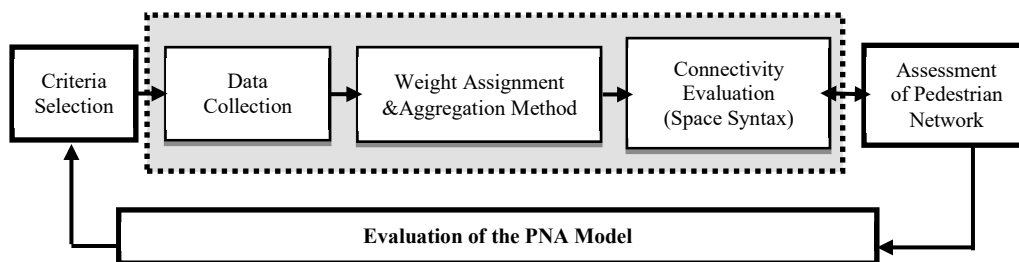 Criteria
Selection
Data
Collection
Weight Assignment
&Aggregation Method
Connectivity
Evaluation
(Space Syntax)
Assessment
of Pedestrian
Network
Evaluation of the PNA Model